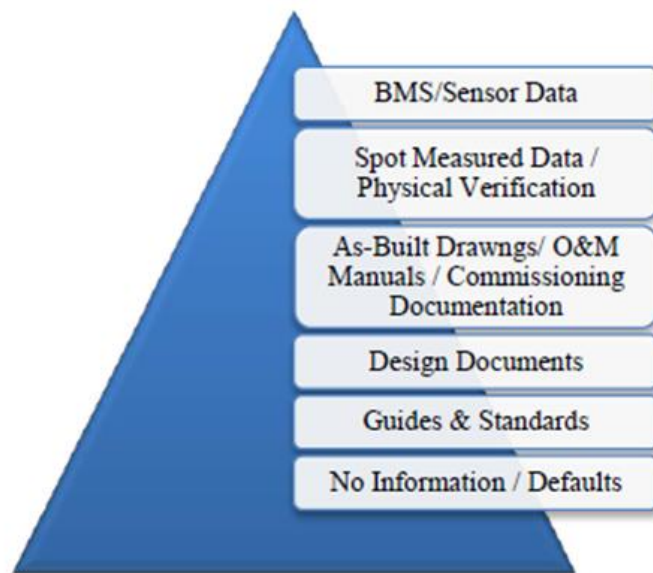 BMS/Sensor Data
Spot Measured Data /
Physical Verification
As-Built Drawngs/ O&M
Manuals / Commissioning
Documentation
Design Documents
Guides & Standards
No Information / Defaults